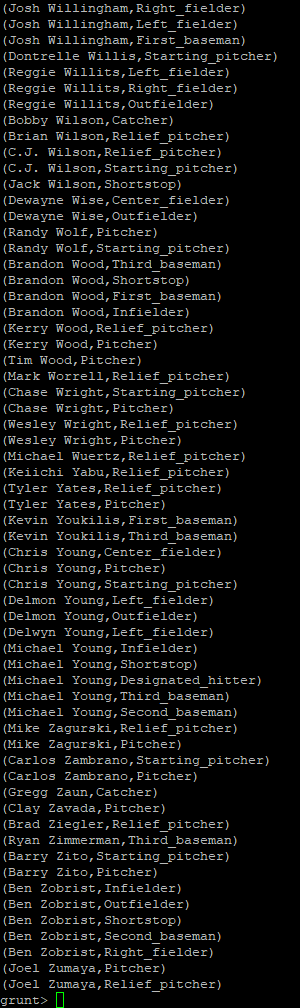 (Josh Willingham,Right_fielder)
(Josh Willingham,Left_fielder)
(Josh Willingham,First_baseman)
(Dontrelle Willis,Starting_pitcher)
(Reggie Willits,Left_fielder)
(Reggie Willits,Right_fielder)
(Reggie Willits,Outfielder)
(Bobby Wilson,Catcher)
(Brian Wilson,Relief_pitcher)
(C.J. Wilson,Relief_pitcher)
(C.J. Wilson,Starting_pitcher)
(Jack Wilson,Shortstop)
(Dewayne Wise,Center_fielder)
(Dewayne Wise,Outfielder)
(Randy Wolf,Pitcher)
(Randy Wolf,Starting_pitcher)
(Brandon Wood,Third_baseman)
(Brandon Wood,Shortstop)
(Brandon Wood,First_baseman)
(Brandon Wood,Infielder)
(Kerry Wood,Relief_pitcher)
(Kerry Wood,Pitcher)
(Tim Wood,Pitcher)
(Mark Worrell,Relief_pitcher)
(Chase Wright,Starting_pitcher)
(Chase Wright,Pitcher)
(Wesley Wright,Relief_pitcher)
(Wesley Wright,Pitcher)
(Michael Wuertz,Relief_pitcher)
(Keiichi Yabu,Relief_pitcher)
(Tyler Yates,Relief_pitcher)
(Tyler Yates,Pitcher)
(Kevin Youkilis,First_baseman)
(Kevin Youkilis,Third_baseman)
(Chris Young,Center_fielder)
(Chris Young,Pitcher)
(Chris Young,Starting_pitcher)
(Delmon Young,Left_fielder)
(Delmon Young,Outfielder)
(Delwyn Young,Left_fielder)
(Michael Young,Infielder)
(Michael Young,Shortstop)
(Michael Young,Designated_hitter)
(Michael Young,Third_baseman)
(Michael Young,Second_baseman)
(Mike Zagurski,Relief_pitcher)
(Mike Zagurski,Pitcher)
(Carlos Zambrano,Starting_pitcher)
(Carlos Zambrano,Pitcher)
(Gregg Zaun,Catcher)
(Clay Zavada,Pitcher)
(Brad Ziegler,Relief_pitcher)
(Ryan Zimmerman,Third_baseman)
(Barry Zito,Starting_pitcher)
(Barry Zito,Pitcher)
(Ben Zobrist,Infielder)
(Ben Zobrist,Outfielder)
(Ben Zobrist,Shortstop)
(Ben Zobrist,Second_baseman)
(Ben Zobrist,Right_fielder)
(Joel Zumaya,Pitcher)
(Joel Zumaya,Relief_pitcher)
grunt>